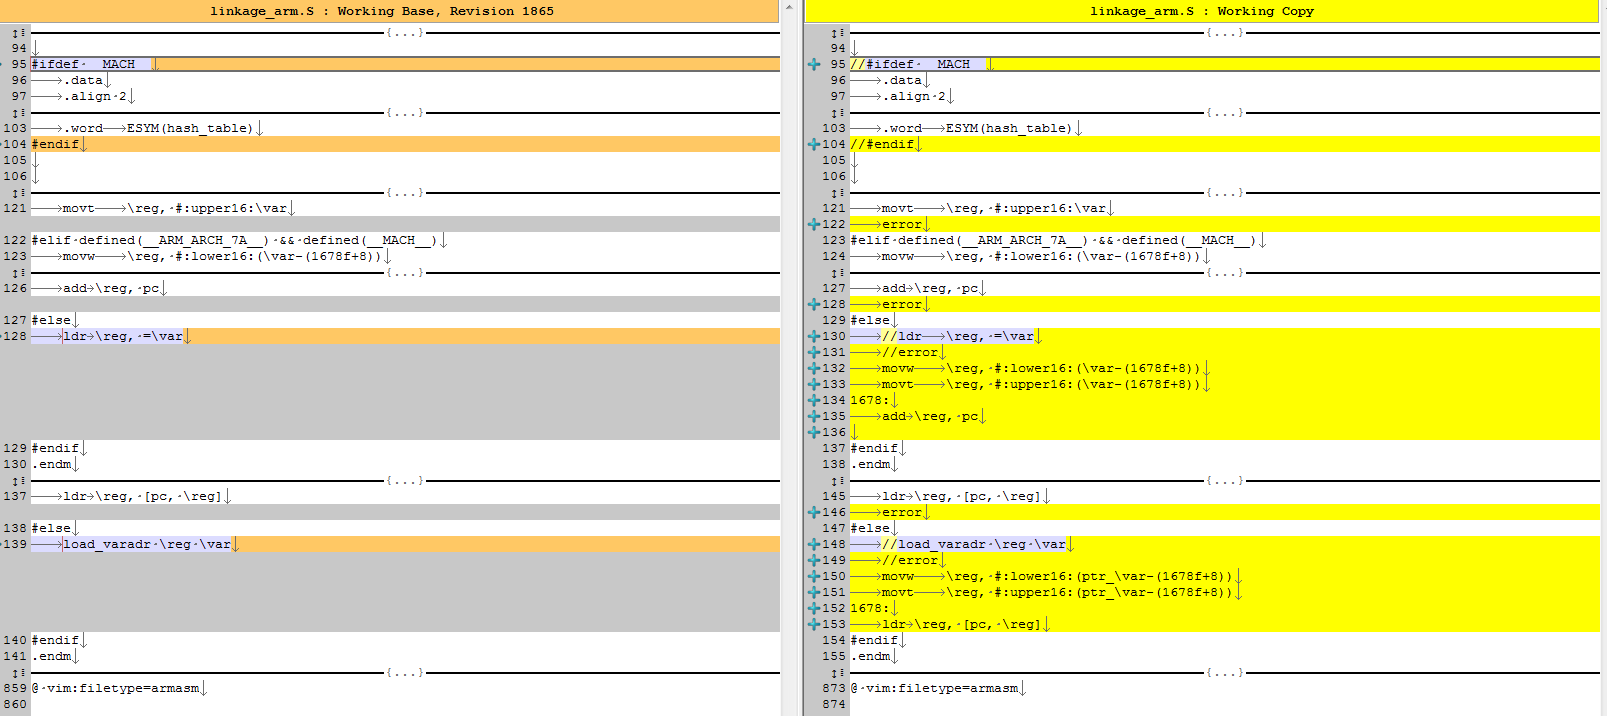 linkage_arm.S : Working Base, Revision 1865
{...}
94
95 #ifdef MACH
96 .data
97 .align 2
{...}
103 .word ESYM(hash_table)
104 #endif
105
106
{...}
121 movt \reg, #:upper16:\var
122 #elif defined(__ARM_ARCH_7A__) && defined(__MACH__)
123 movw \reg, #:lower16:(\var-(1678f+8))
{...}
126 add \reg, pc
127 #else
128 ldr \reg, =\var
129 #endif
130 .endm
{...}
137 ldr \reg, [pc, \reg]
138 #else
139 load_varadr \reg \var
140 #endif
141 .endm
{...}
859 @ vim:filetype=armasm
860
linkage_arm.S : Working Copy
{...}
94
95 //#ifdef MACH
96 .data
97 .align 2
{...}
103 .word ESYM(hash_table)
104 //#endif
105
106
{...}
121 movt \reg, #:upper16:\var
122 error
123 #elif defined(__ARM_ARCH_7A__) && defined(__MACH__)
124 movw \reg, #:lower16:(\var-(1678f+8))
{...}
127 add \reg, pc
128 error
129 #else
130 //ldr \reg, =\var
131 //error
132 movw \reg, #:lower16:(\var-(1678f+8))
133 movt \reg, #:upper16:(\var-(1678f+8))
134 1678:
135 add \reg, pc
136
137 #endif
138 .endm
{...}
145 ldr \reg, [pc, \reg]
146 error
147 #else
148 //load_varadr \reg \var
149 //error
150 movw \reg, #:lower16:(ptr_\var-(1678f+8))
151 movt \reg, #:upper16:(ptr_\var-(1678f+8))
152 1678:
153 ldr \reg, [pc, \reg]
154 #endif
155 .endm
{...}
873 @ vim:filetype=armasm
874